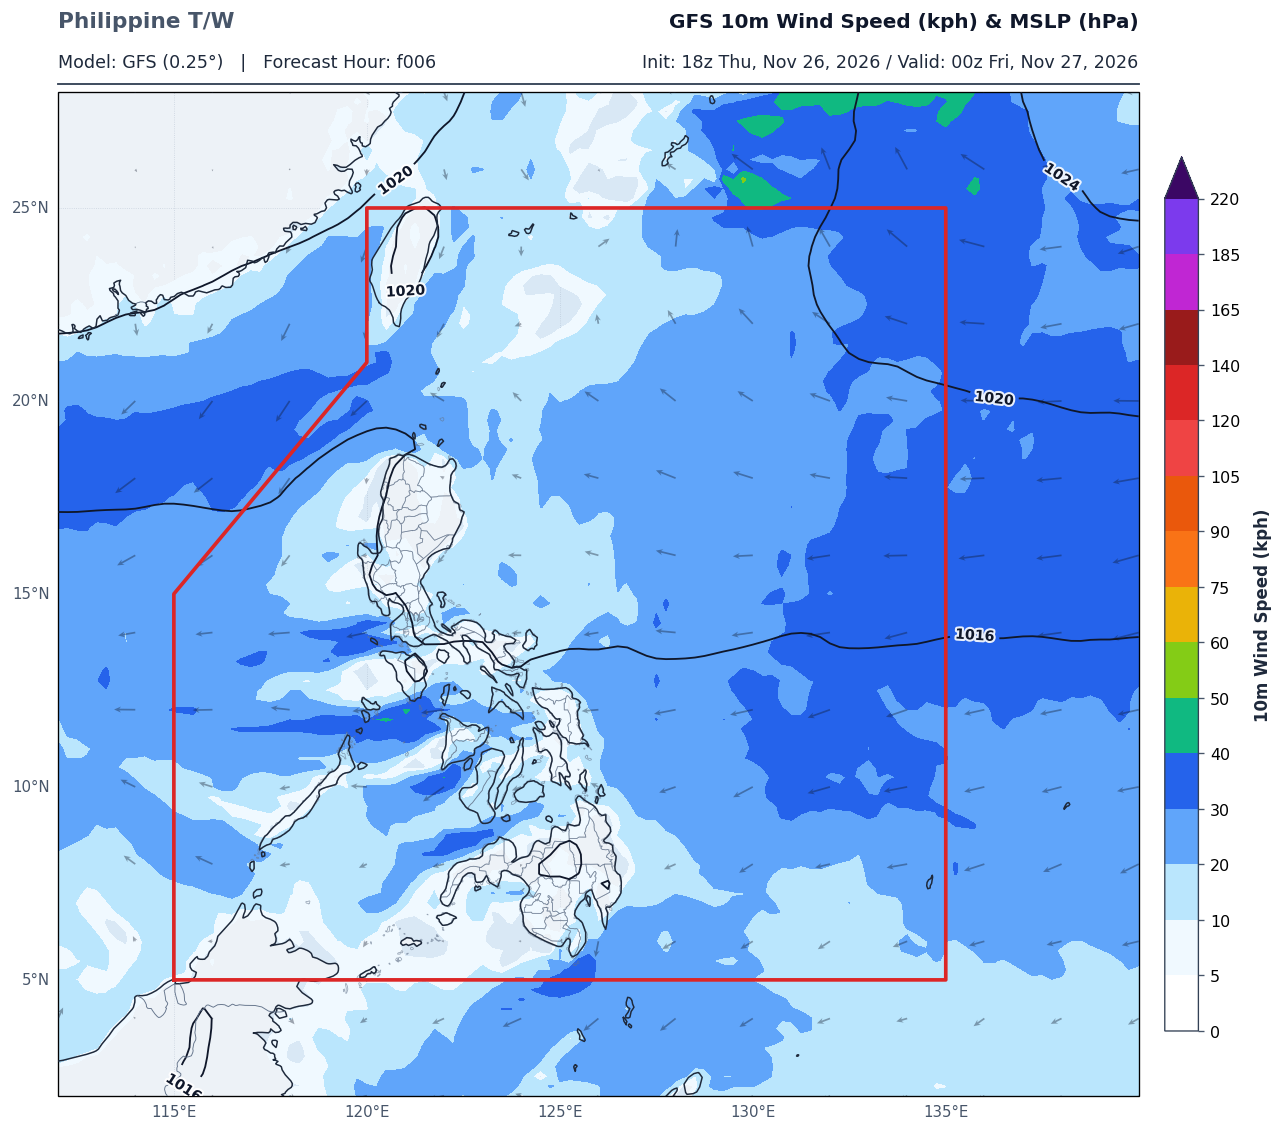 Philippine T/W
GFS 10m Wind Speed (kph) & MSLP (hPa)
Model: GFS (0.25°) | Forecast Hour: f006
Init: 18z Thu, Nov 26, 2026 / Valid: 00z Fri, Nov 27, 2026
1020
1024
1020
1020
1016
1016
25°N
20°N
15°N
10°N
5°N
115°E
120°E
125°E
130°E
135°E
220
185
165
140
120
105
90
75
60
50
40
30
20
10
5
0
10m Wind Speed (kph)